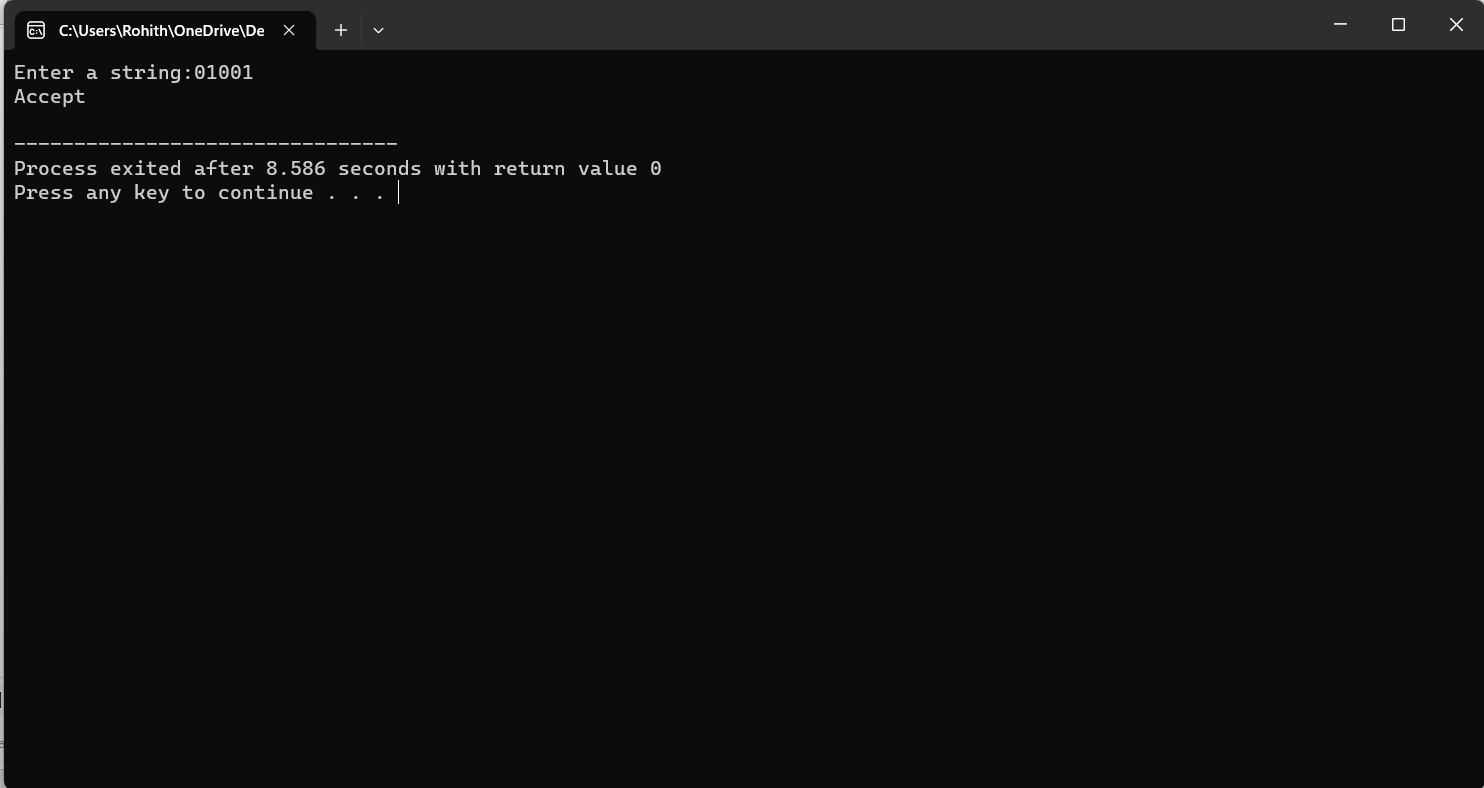 C:\Users\Rohith\OneDrive\De
Enter a string:01001
Accept
--------------------------------
Process exited after 8.586 seconds with return value 0
Press any key to continue . . .